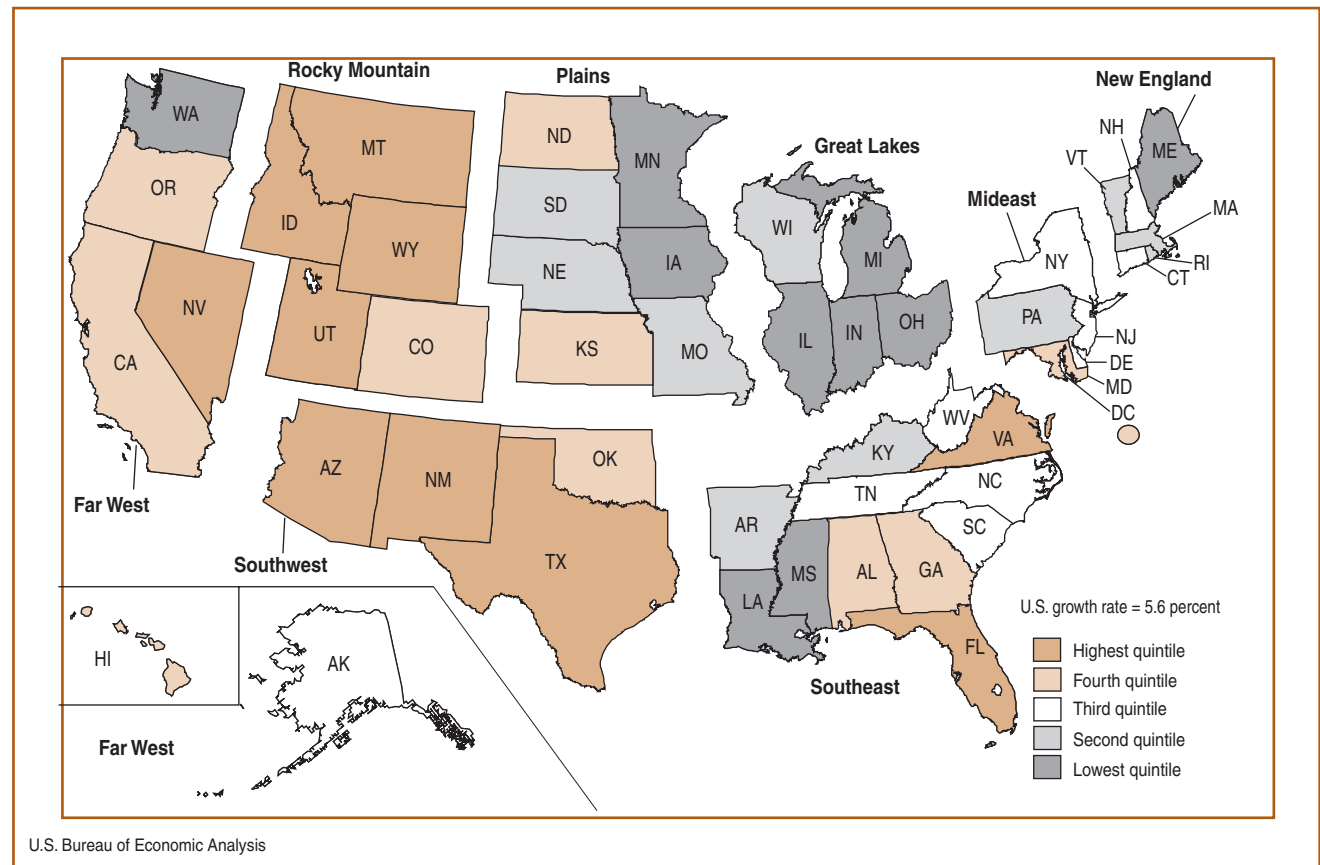 Rocky Mountain
Plains
New England
WA
MT
ND
MN
Great Lakes
NH
ME
VT
OR
ID
SD
WI
Mideast
MA
WY
NE
IA
MI
NY
RI
CT
NV
UT
CO
KS
MO
IL
IN
OH
PA
NJ
CA
DE
MD
DC
WV
VA
KY
AZ
NM
OK
TN
NC
Far West
AR
SC
TX
MS
AL
GA
Southwest
LA
U.S. growth rate = 5.6 percent
HI
AK
FL
Highest quintile
Fourth quintile
Southeast
Third quintile
Far West
Second quintile
Lowest quintile
U.S. Bureau of Economic Analysis